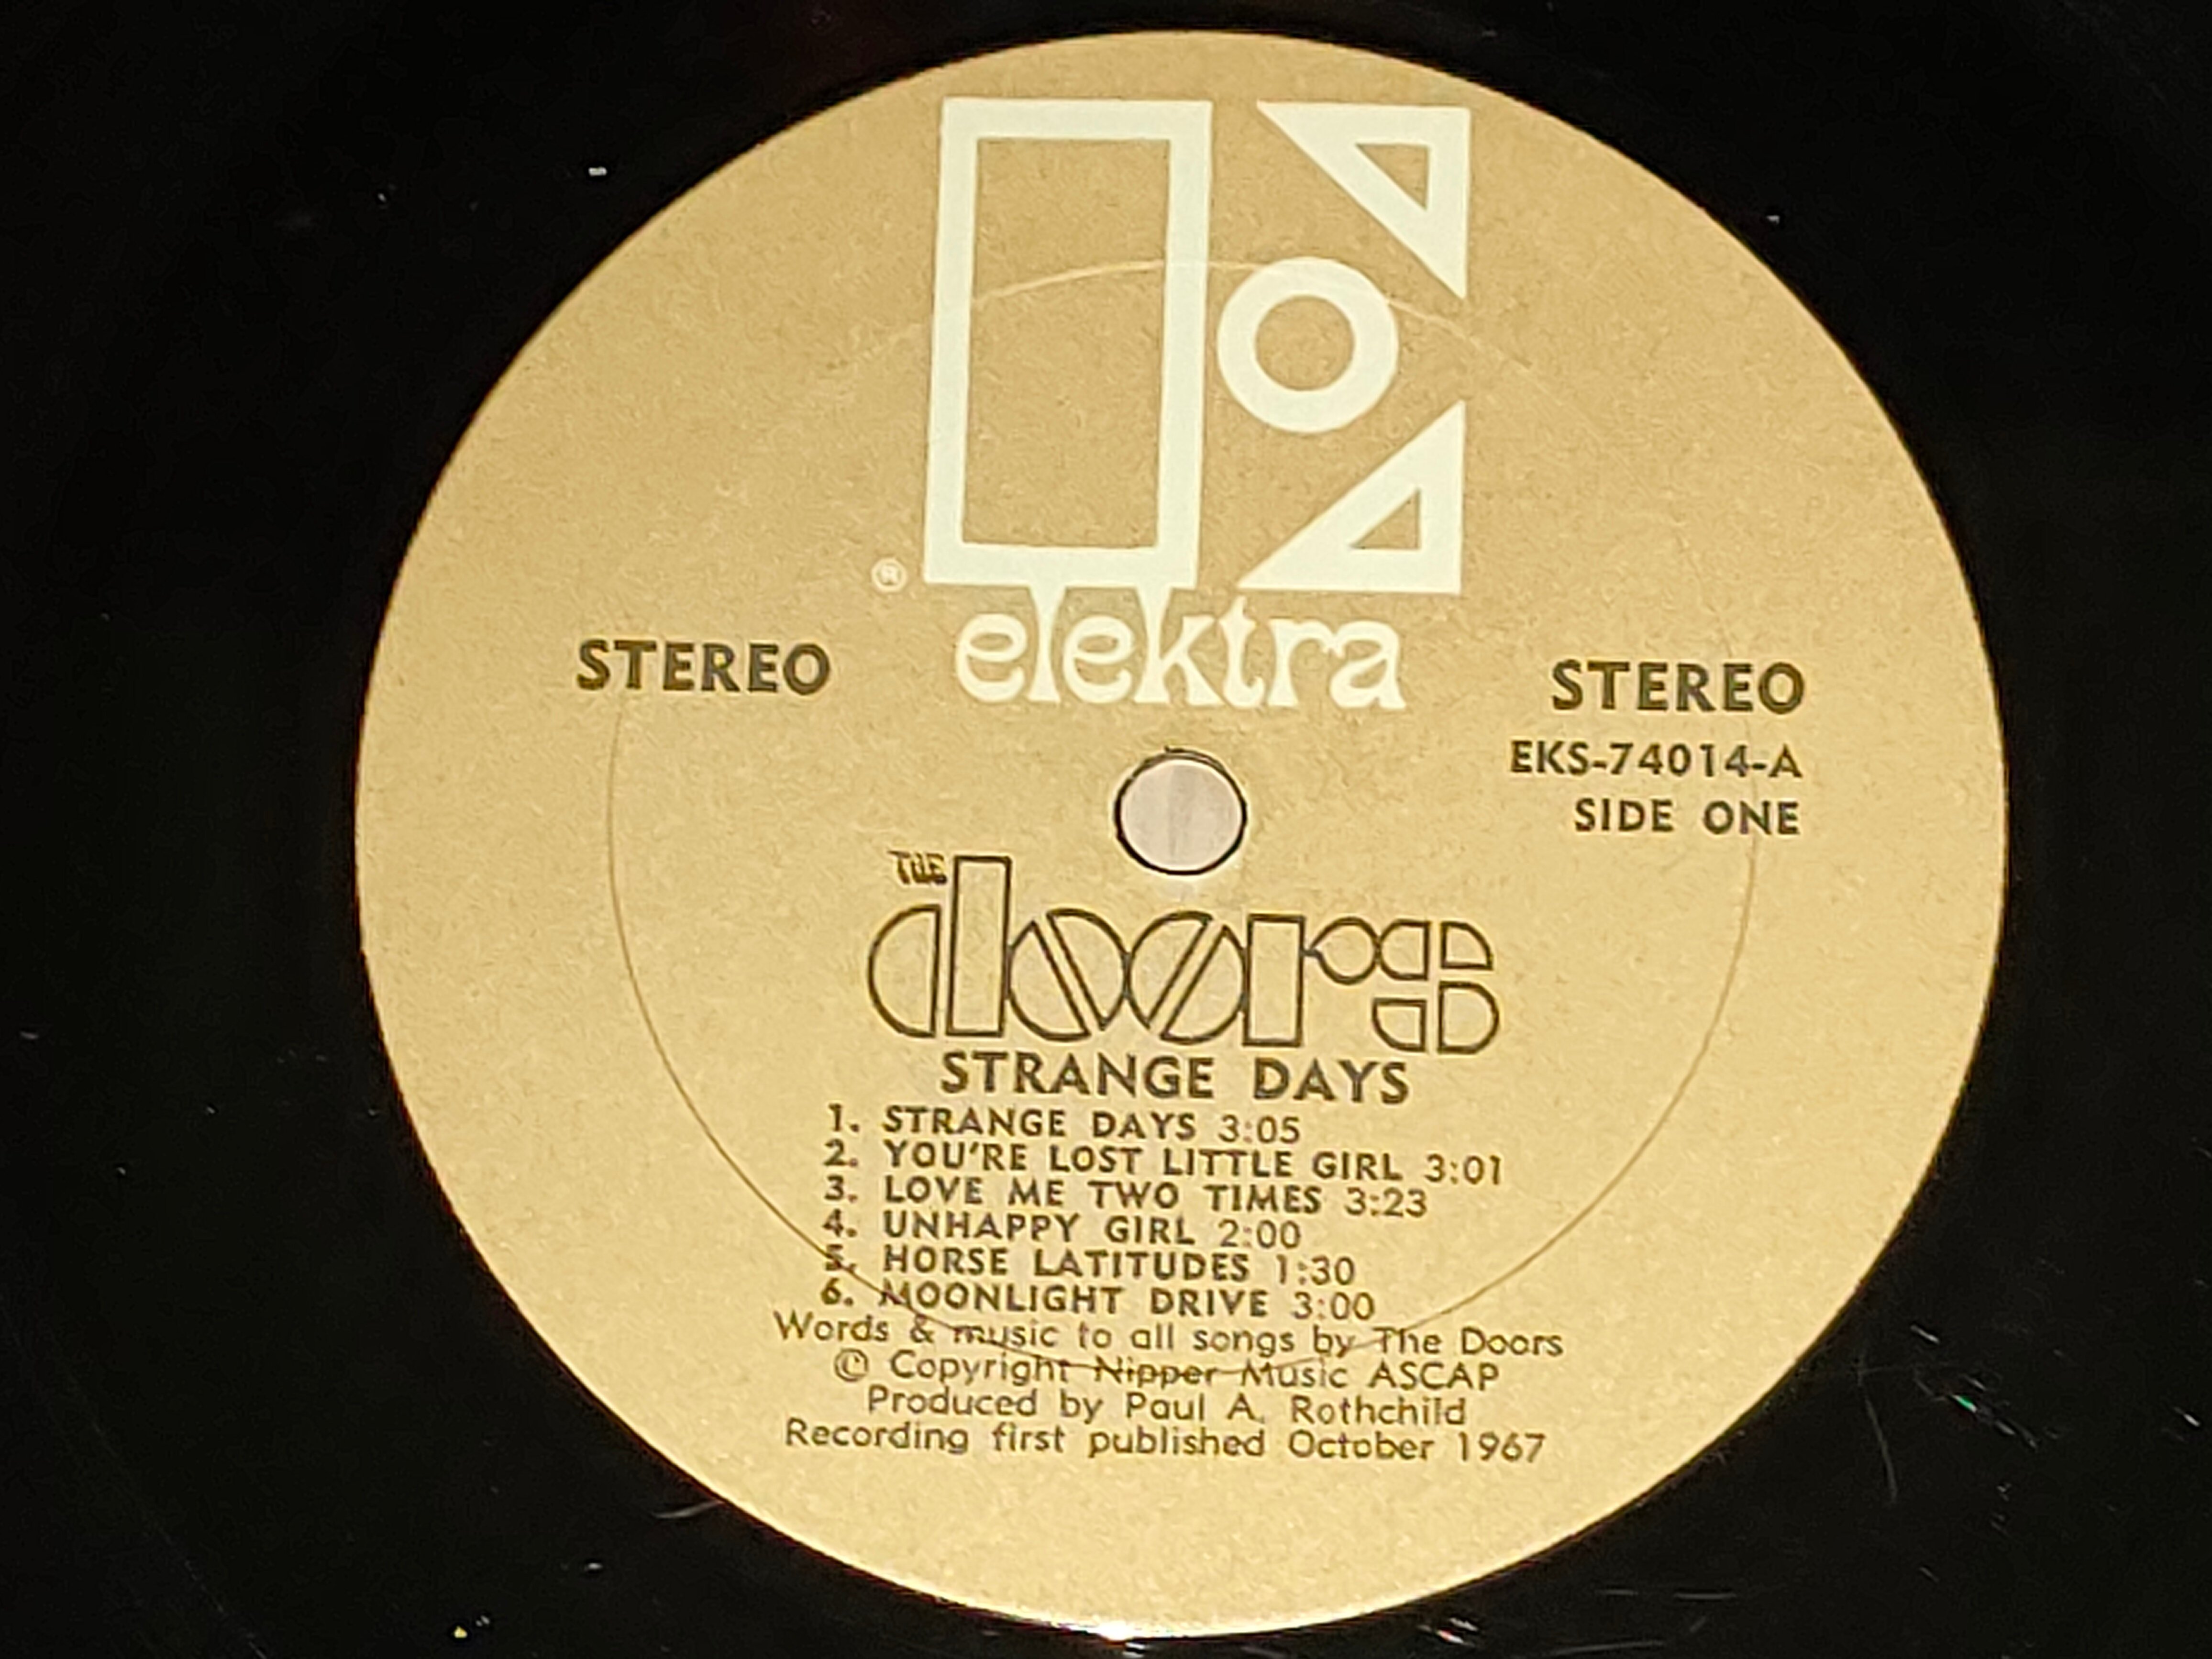 ®
elektra
STEREO
STEREO
EKS-74014-A
SIDE ONE
THE
doors
STRANGE DAYS
1. STRANGE DAYS 3:05
2. YOU'RE LOST LITTLE GIRL 3:01
3. LOVE ME TWO TIMES 3:23
4. UNHAPPY GIRL 2:00
5. HORSE LATITUDES 1:30
6. MOONLIGHT DRIVE 3:00
Words & music to all songs by The Doors
© Copyright Nipper Music ASCAP
Produced by Paul A. Rothchild
Recording first published October 1967